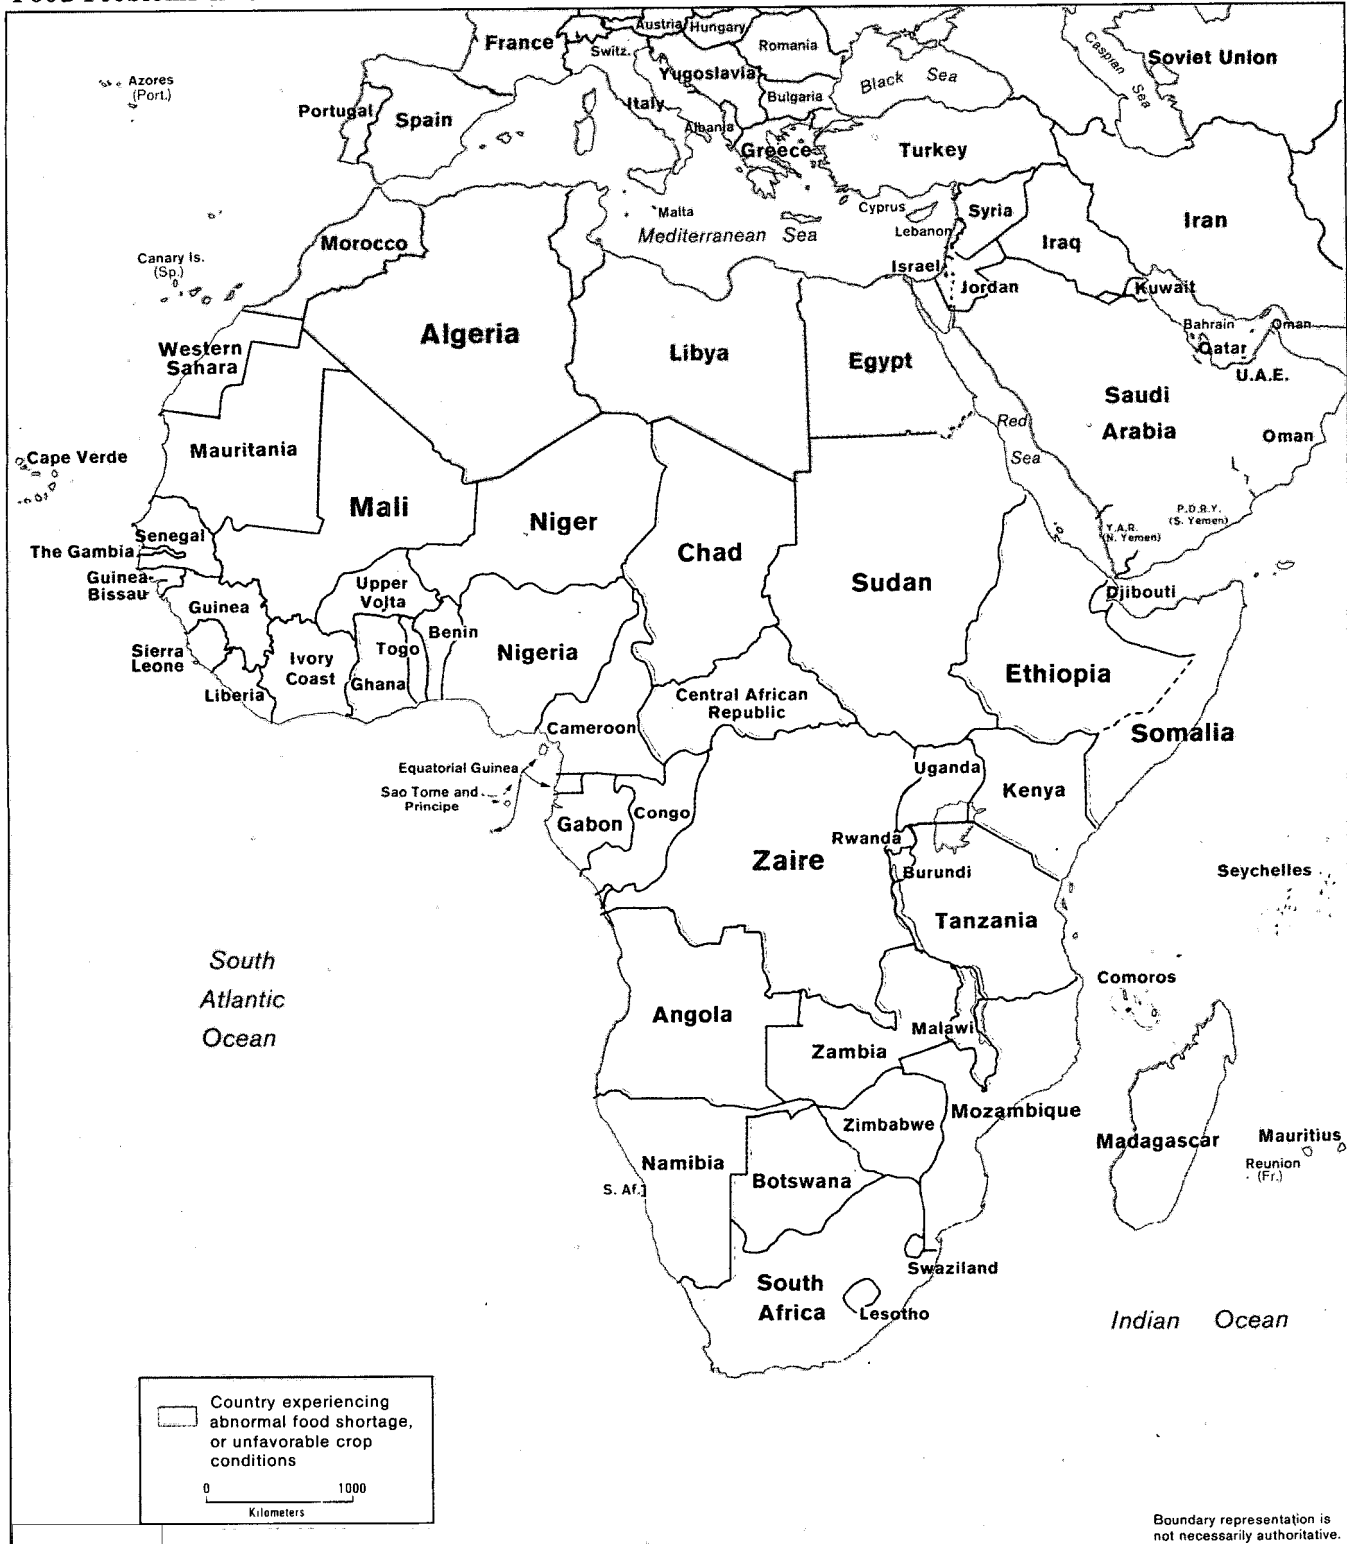 France
Austria
Hungary
Switz.
Romania
Yugoslavia
Black Sea
Caspian Sea
Soviet Union
Azores
(Port.)
Portugal
Spain
Italy
Bulgaria
Albania
Greece
Turkey
Malta
Mediterranean Sea
Cyprus
Lebanon
Syria
Iraq
Iran
Israel
Jordan
Kuwait
Morocco
Canary Is.
(Sp.)
Algeria
Libya
Egypt
Bahrain
Qatar
Oman
U.A.E.
Western
Sahara
Saudi
Arabia
Oman
Red
Sea
Mauritania
Cape Verde
Mali
Niger
Chad
Sudan
P.D.R.Y.
(S. Yemen)
Y.A.R.
(N. Yemen)
Senegal
The Gambia
Guinea-
Bissau
Guinea
Upper
Volta
Djibouti
Benin
Togo
Nigeria
Sierra
Leone
Ivory
Coast
Ghana
Liberia
Ethiopia
Central African
Republic
Cameroon
Somalia
Equatorial Guinea
Sao Tome and
Principe
Uganda
Kenya
Gabon
Congo
Rwanda
Zaire
Burundi
Seychelles
Tanzania
South
Atlantic
Ocean
Comoros
Angola
Malawi
Zambia
Mozambique
Zimbabwe
Madagascar
Mauritius
Reunion
(Fr.)
Namibia
S. Af.]
Botswana
Swaziland
South
Africa
Lesotho
Indian Ocean
Country experiencing
abnormal food shortage,
or unfavorable crop
conditions
0 1000
Kilometers
Boundary representation is
not necessarily authoritative.